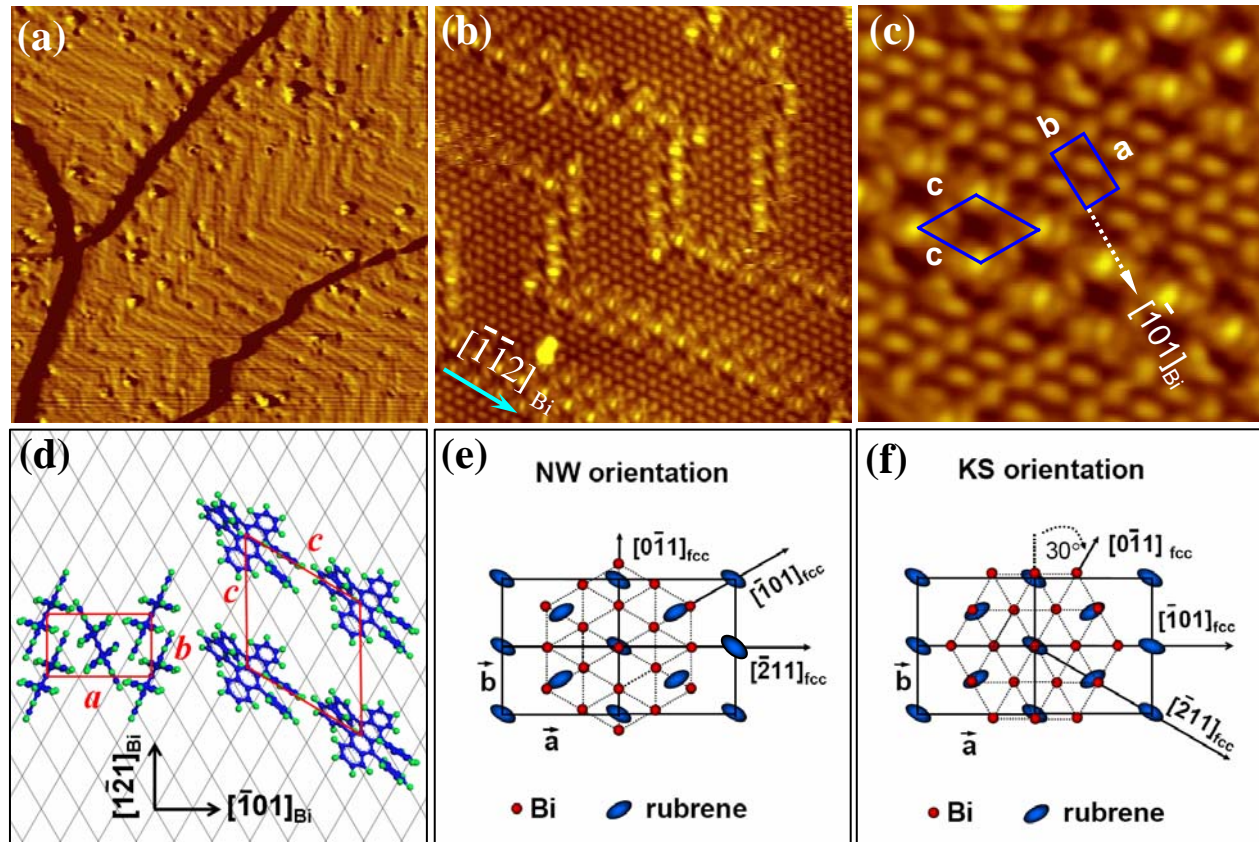 (a)
(b)
[1̄1̄2] Bi
(c)
b
a
c
c
[1̄01]Bi
(d)
c
c
b
a
[12̄1]Bi
[1̄01]Bi
(e)
NW orientation
[01̄1]fcc
[1̄01]fcc
[2̄11]fcc
b
a
Bi
rubrene
(f)
KS orientation
30°
[01̄1] fcc
[1̄01]fcc
[2̄11]fcc
b
a
Bi
rubrene